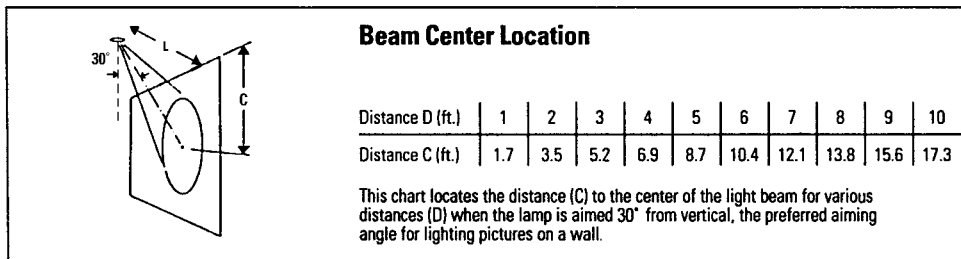 Beam Center Location
30°
L
C
Distance D (ft.) 1 2 3 4 5 6 7 8 9 10
Distance C (ft.) 1.7 3.5 5.2 6.9 8.7 10.4 12.1 13.8 15.6 17.3
This chart locates the distance (C) to the center of the light beam for various
distances (D) when the lamp is aimed 30° from vertical, the preferred aiming
angle for lighting pictures on a wall.